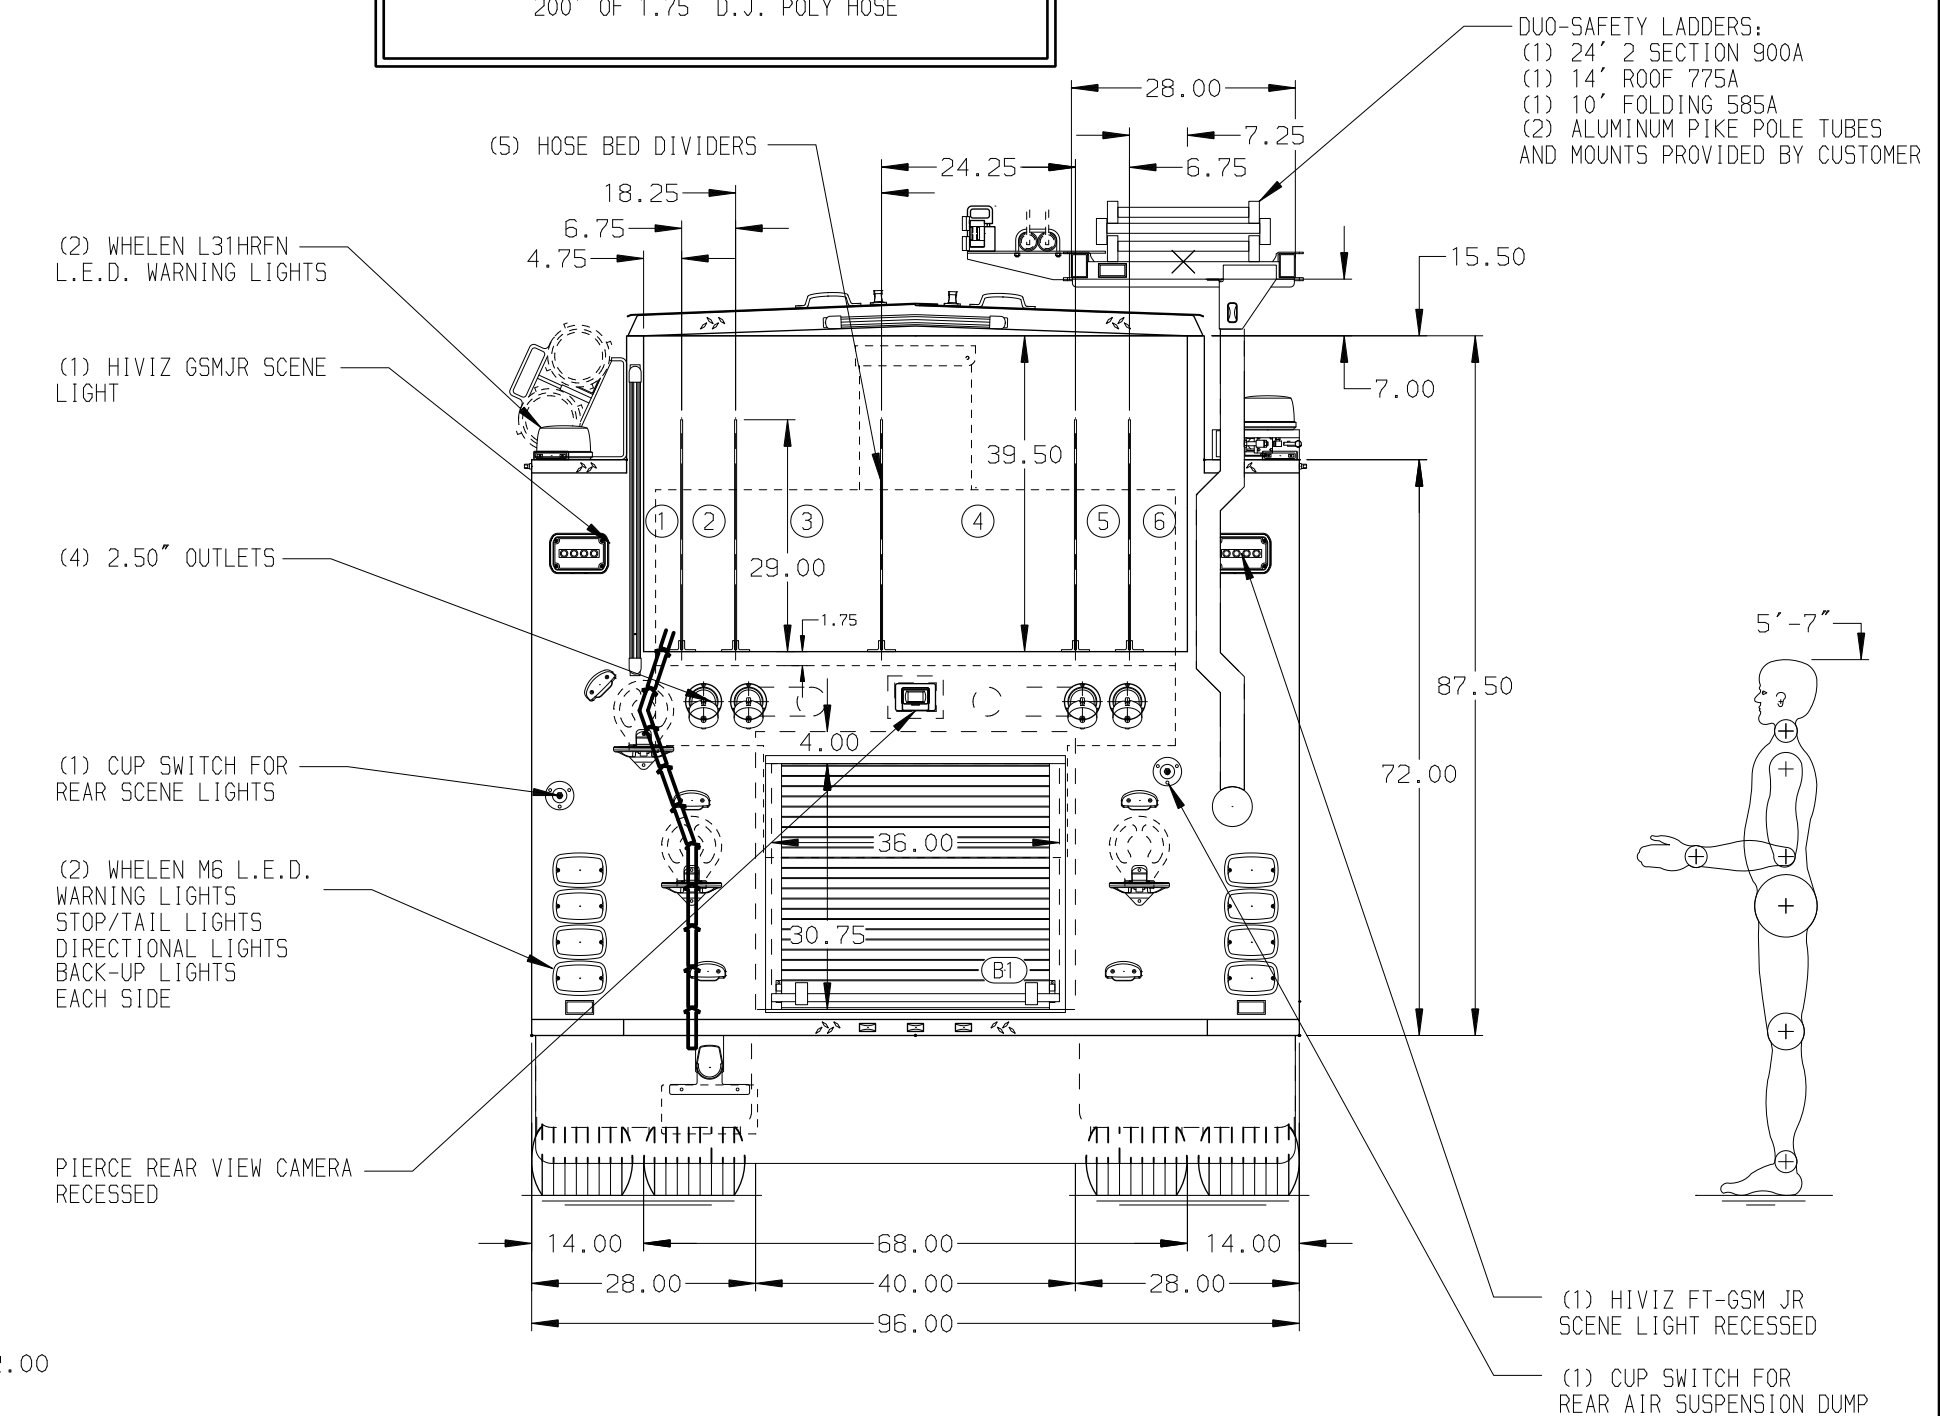 200' OF 1.75" D.J. POLY HOSE
DUO-SAFETY LADDERS:
(1) 24' 2 SECTION 900A
(1) 14' ROOF 775A
(1) 10' FOLDING 585A
(2) ALUMINUM PIKE POLE TUBES
AND MOUNTS PROVIDED BY CUSTOMER
28.00
7.25
(5) HOSE BED DIVIDERS
24.25
6.75
18.25
6.75
4.75
15.50
(2) WHELEN L31HRFN
L.E.D. WARNING LIGHTS
(1) HIVIZ GSMJR SCENE
LIGHT
7.00
39.50
1
2
3
4
5
6
(4) 2.50" OUTLETS
29.00
1.75
5'-7"
87.50
4.00
72.00
(1) CUP SWITCH FOR
REAR SCENE LIGHTS
36.00
(2) WHELEN M6 L.E.D.
WARNING LIGHTS
STOP/TAIL LIGHTS
DIRECTIONAL LIGHTS
BACK-UP LIGHTS
EACH SIDE
30.75
B1
PIERCE REAR VIEW CAMERA
RECESSED
14.00
68.00
14.00
28.00
40.00
28.00
96.00
(1) HIVIZ FT-GSM JR
SCENE LIGHT RECESSED
.00
(1) CUP SWITCH FOR
REAR AIR SUSPENSION DUMP